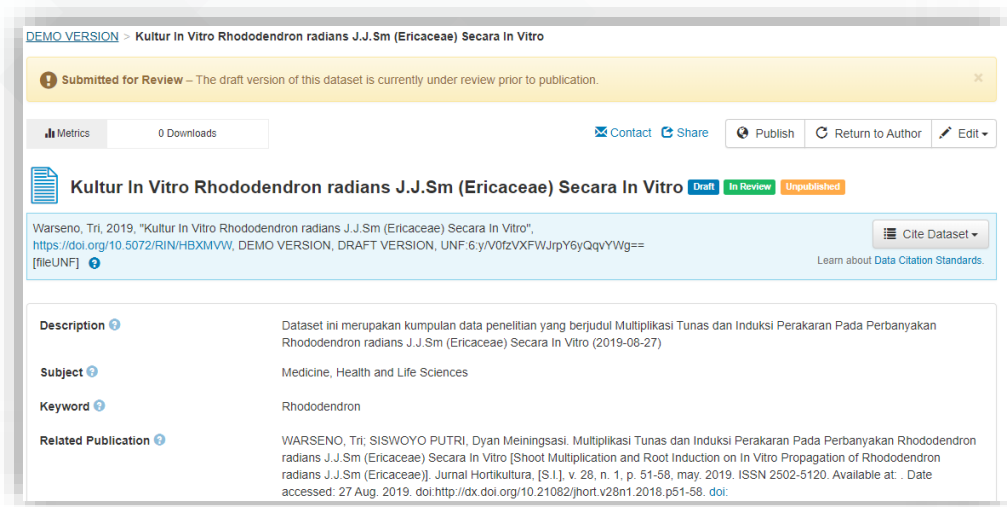 DEMO VERSION > Kultur In Vitro Rhododendron radians J.J.Sm (Ericaceae) Secara In Vitro
Submitted for Review – The draft version of this dataset is currently under review prior to publication. ×
Metrics 0 Downloads Contact Share Publish Return to Author Edit
Kultur In Vitro Rhododendron radians J.J.Sm (Ericaceae) Secara In Vitro Draft In Review Unpublished
Warseno, Tri, 2019, "Kultur In Vitro Rhododendron radians J.J.Sm (Ericaceae) Secara In Vitro",
https://doi.org/10.5072/RIN/HBXMVW, DEMO VERSION, DRAFT VERSION, UNF:6:y/V0fzVXFWJrpY6yQqvYWg==
[fileUNF]
Cite Dataset
Learn about Data Citation Standards.
Description Dataset ini merupakan kumpulan data penelitian yang berjudul Multiplikasi Tunas dan Induksi Perakaran Pada Perbanyakan
Rhododendron radians J.J.Sm (Ericaceae) Secara In Vitro (2019-08-27)
Subject Medicine, Health and Life Sciences
Keyword Rhododendron
Related Publication WARSENO, Tri; SISWOYO PUTRI, Dyan Meiningsasi. Multiplikasi Tunas dan Induksi Perakaran Pada Perbanyakan Rhododendron
radians J.J.Sm (Ericaceae) Secara In Vitro [Shoot Multiplication and Root Induction on In Vitro Propagation of Rhododendron
radians J.J.Sm (Ericaceae)]. Jurnal Hortikultura, [S.l.], v. 28, n. 1, p. 51-58, may. 2019. ISSN 2502-5120. Available at: . Date
accessed: 27 Aug. 2019. doi:http://dx.doi.org/10.21082/jhort.v28n1.2018.p51-58. doi: